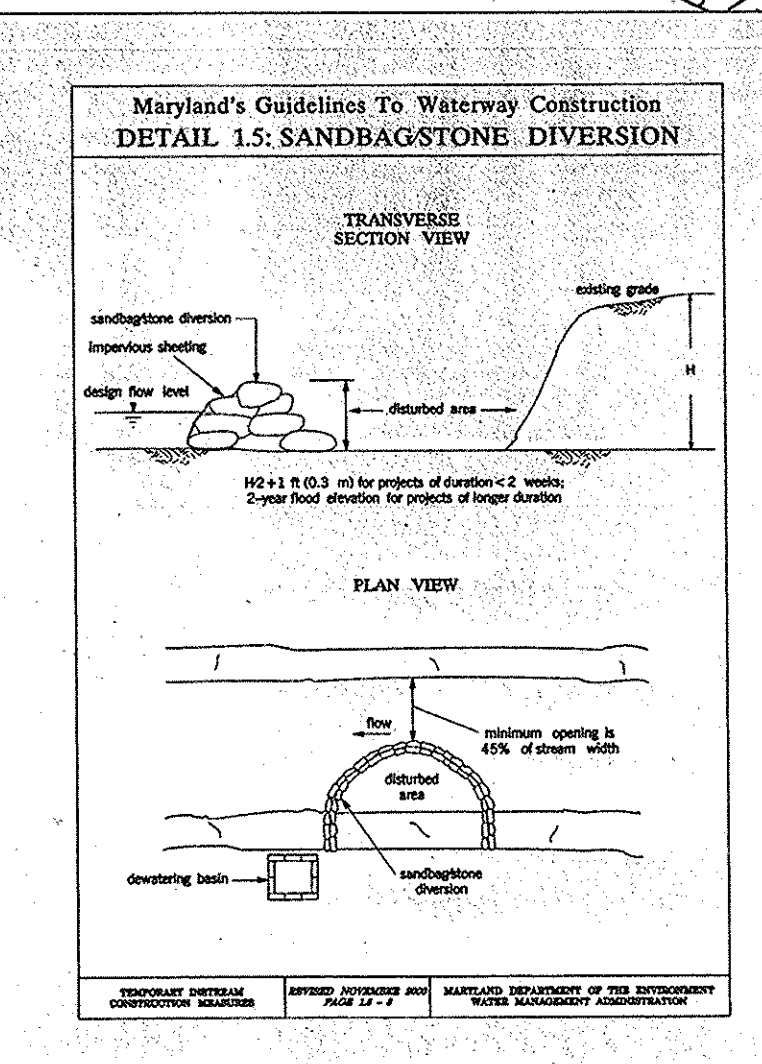 Maryland's Guidelines To Waterway Construction
DETAIL 1.5: SANDBAG/STONE DIVERSION
TRANSVERSE
SECTION VIEW
existing grade
sandbag/stone diversion
impervious sheeting
design flow level
H
disturbed area
H/2+1 ft (0.3 m) for projects of duration < 2 weeks;
2-year flood elevation for projects of longer duration
PLAN VIEW
flow
minimum opening is
45% of stream width
disturbed
area
dewatering basin
sandbag/stone
diversion
TEMPORARY INSTREAM
CONSTRUCTION MEASURES
REVISED NOVEMBER 2000
PAGE 1.5 -
MARYLAND DEPARTMENT OF THE ENVIRONMENT
WATER MANAGEMENT ADMINISTRATION